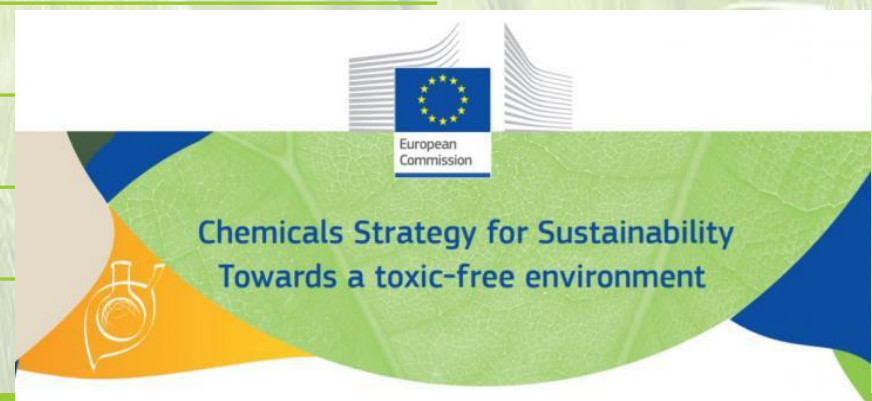 European
Commission
Chemicals Strategy for Sustainability
Towards a toxic-free environment